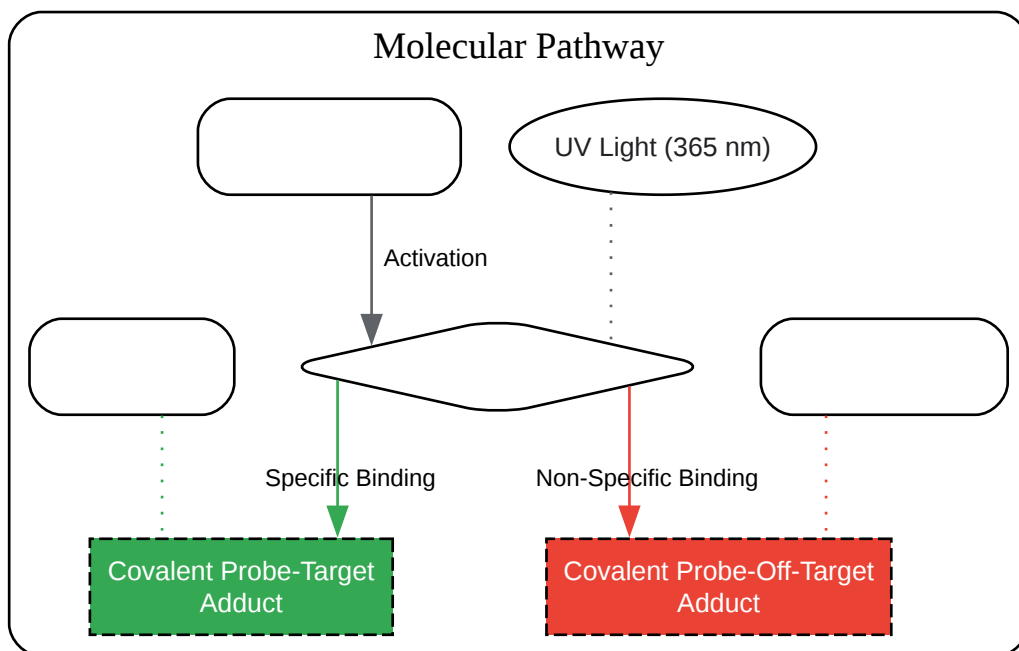 Molecular Pathway
UV Light (365 nm)
Activation
Specific Binding
Non-Specific Binding
Covalent Probe-Target
Adduct
Covalent Probe-Off-Target
Adduct